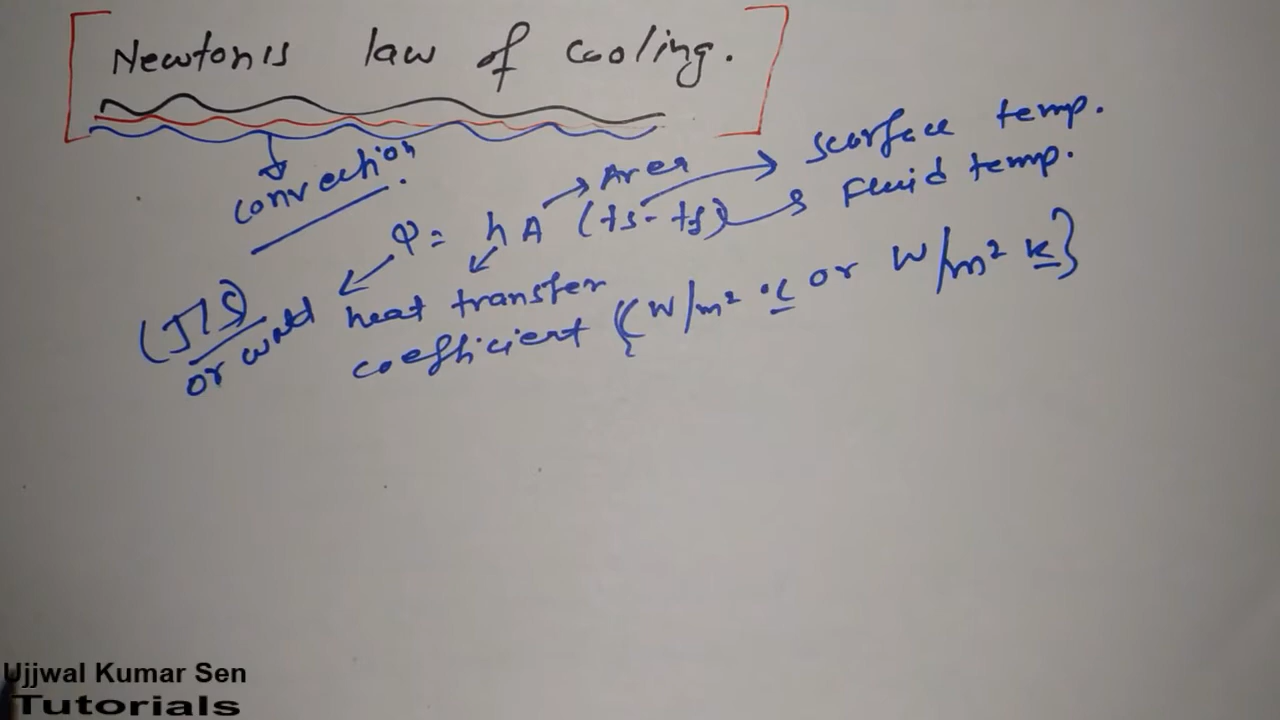 Newton's law of cooling.
convection.
Area
Surface temp.
Q = h A (ts - tf)
Fluid temp.
(J/S)
or watt
heat transfer
coefficient {(W/m² °C or W/m² K}
Ujjwal Kumar Sen
Tutorials